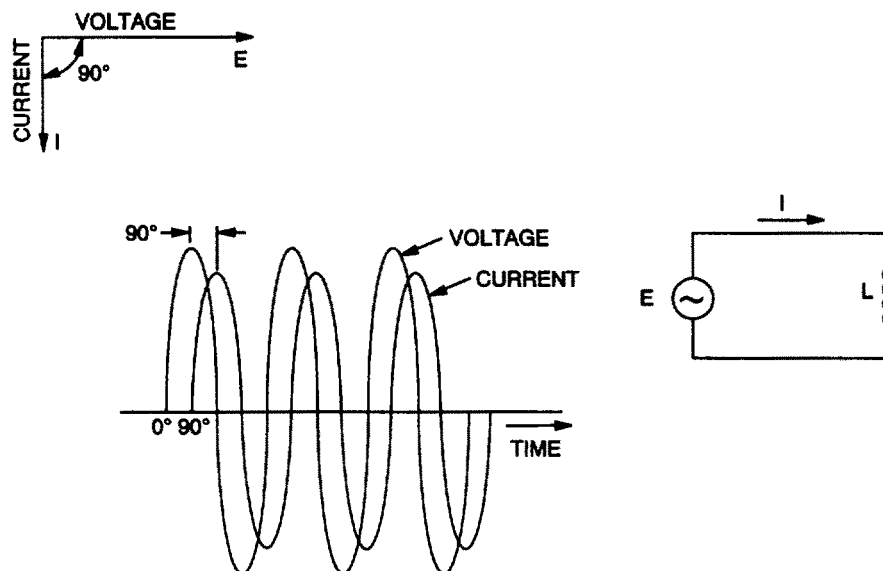 VOLTAGE
CURRENT
E
90°
I
90°
VOLTAGE
CURRENT
0° 90°
TIME
I
E
L